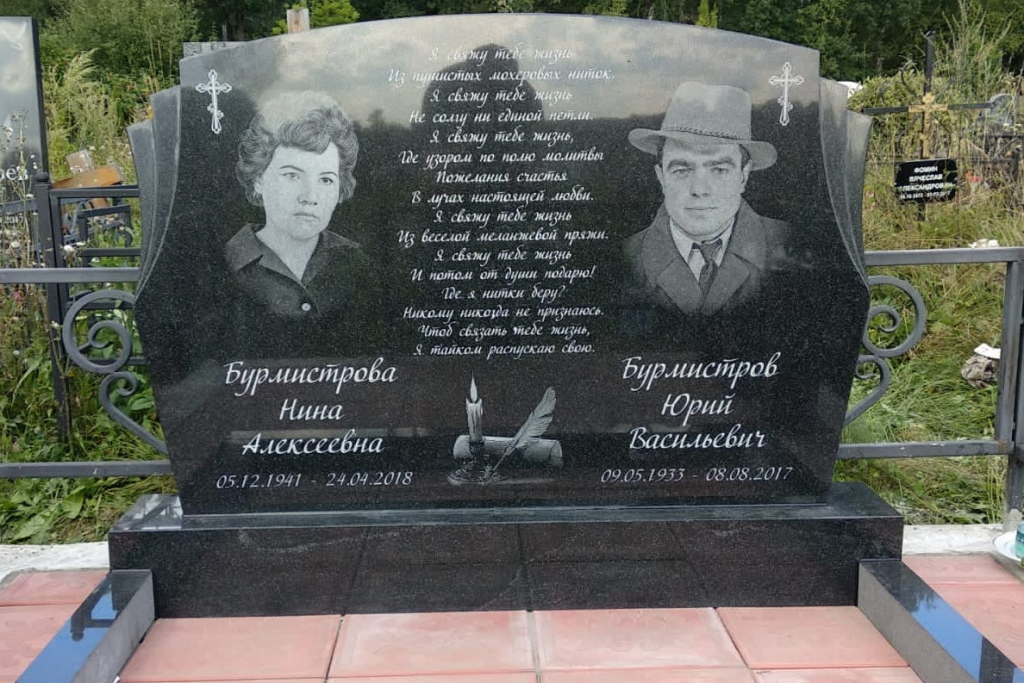 Я свяжу тебе жизнь
Из пушистых мохеровых ниток.
Я свяжу тебе жизнь
Не солгу ни единой петли.
Я свяжу тебе жизнь,
Где узором по полю молитвы
Пожелания счастья
В лучах настоящей любви.
Я свяжу тебе жизнь
Из веселой меланжевой пряжи.
Я свяжу тебе жизнь
И потом от души подарю!
Где я нитки беру?
Никому никогда не признаюсь.
Чтоб связать тебе жизнь,
Я тайком распускаю свою.
Бурмистрова
Нина
Алексеевна
05.12.1941 - 24.04.2018
Бурмистров
Юрий
Васильевич
09.05.1933 - 08.08.2017
ФОМИН
ВЯЧЕСЛАВ